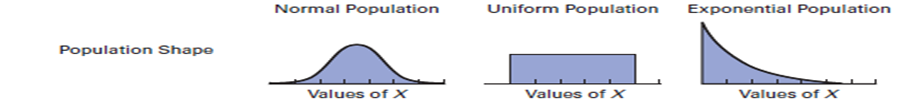 Normal Population
Uniform Population
Exponential Population
Population Shape
Values of X
Values of X
Values of X